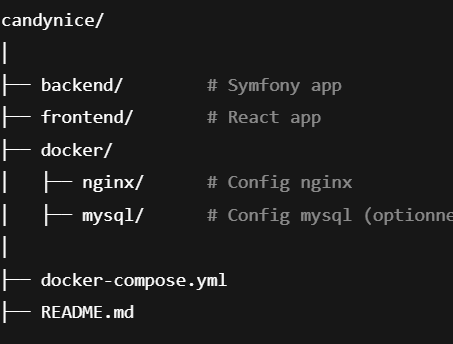 candynice/
│
├── backend/        # Symfony app
├── frontend/       # React app
├── docker/
│   ├── nginx/      # Config nginx
│   ├── mysql/      # Config mysql (optionne
│
├── docker-compose.yml
├── README.md